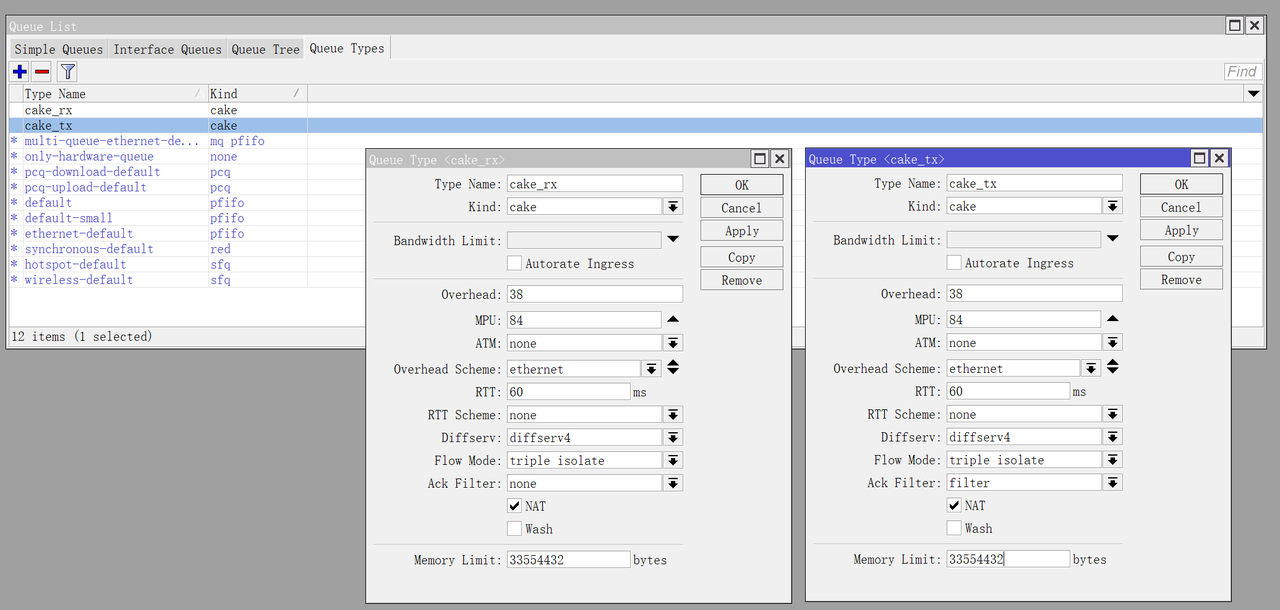 Queue List
Simple Queues Interface Queues Queue Tree Queue Types
Find
Type Name Kind
cake_rx cake
cake_tx cake
* multi-queue-ethernet-de... mq pfifo
* only-hardware-queue none
* pcq-download-default pcq
* pcq-upload-default pcq
* default pfifo
* default-small pfifo
* ethernet-default pfifo
* synchronous-default red
* hotspot-default sfq
* wireless-default sfq
12 items (1 selected)
Queue Type <cake_rx>
Type Name: cake_rx OK
Kind: cake Cancel
Apply
Bandwidth Limit:
Copy
Autorate Ingress
Remove
Overhead: 38
MPU: 84
ATM: none
Overhead Scheme: ethernet
RTT: 60 ms
RTT Scheme: none
Diffserv: diffserv4
Flow Mode: triple isolate
Ack Filter: none
NAT
Wash
Memory Limit: 33554432 bytes
Queue Type <cake_tx>
Type Name: cake_tx OK
Kind: cake Cancel
Apply
Bandwidth Limit:
Copy
Autorate Ingress
Remove
Overhead: 38
MPU: 84
ATM: none
Overhead Scheme: ethernet
RTT: 60 ms
RTT Scheme: none
Diffserv: diffserv4
Flow Mode: triple isolate
Ack Filter: filter
NAT
Wash
Memory Limit: 33554432 bytes